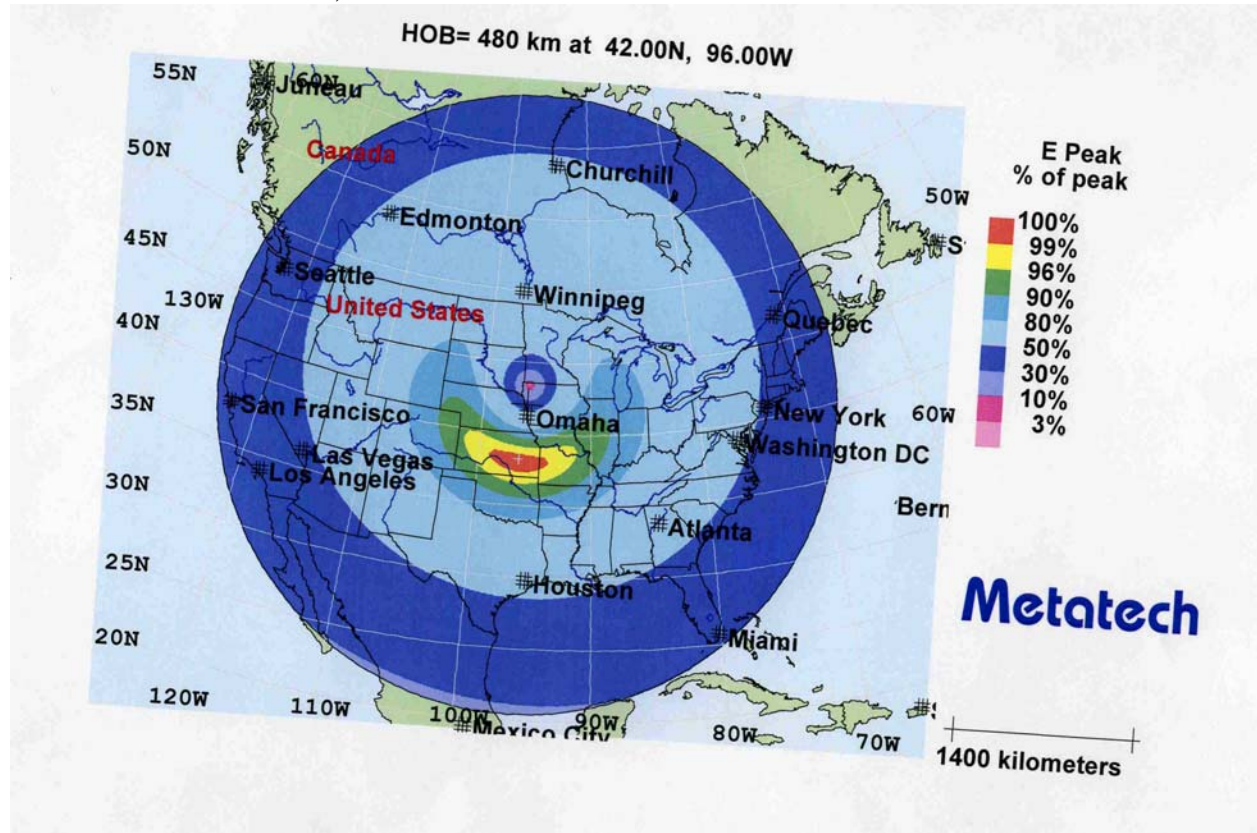 HOB= 480 km at 42.00N, 96.00W
55N
60N
Juneau
50N
Canada
Churchill
E Peak
% of peak
50W
Edmonton
45N
Seattle
130W
United States
Winnipeg
Quebec
S
100%
99%
96%
90%
80%
50%
30%
10%
3%
40N
35N
San Francisco
Omaha
New York
60W
Washington DC
Las Vegas
Los Angeles
30N
Bern
Atlanta
25N
Houston
Metatech
20N
Miami
120W
110W
100W
90W
80W
70W
Mexico City
1400 kilometers